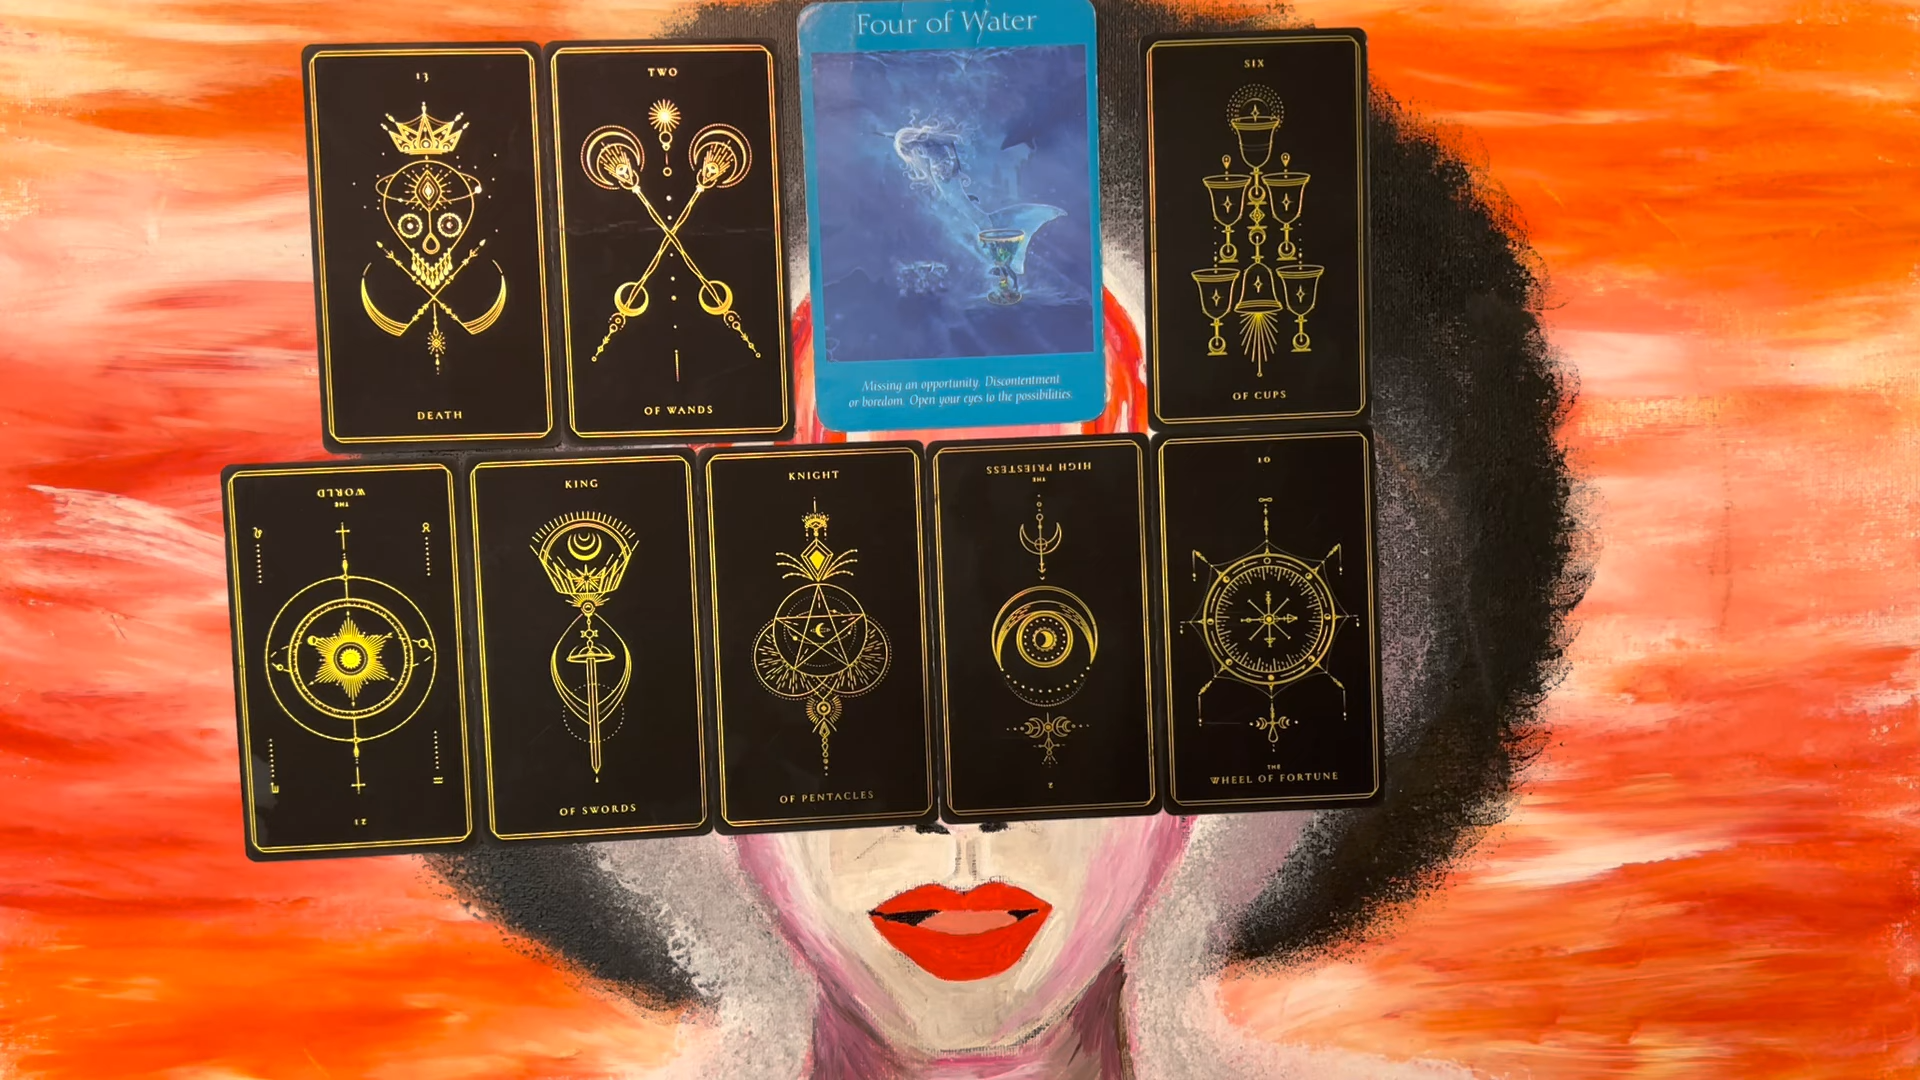 13
DEATH
TWO
OF WANDS
Four of Water
Missing an opportunity. Discontentment
or boredom. Open your eyes to the possibilities.
SIX
OF CUPS
THE
WORLD
21
KING
OF SWORDS
KNIGHT
OF PENTACLES
THE
HIGH PRIESTESS
2
10
THE
WHEEL OF FORTUNE